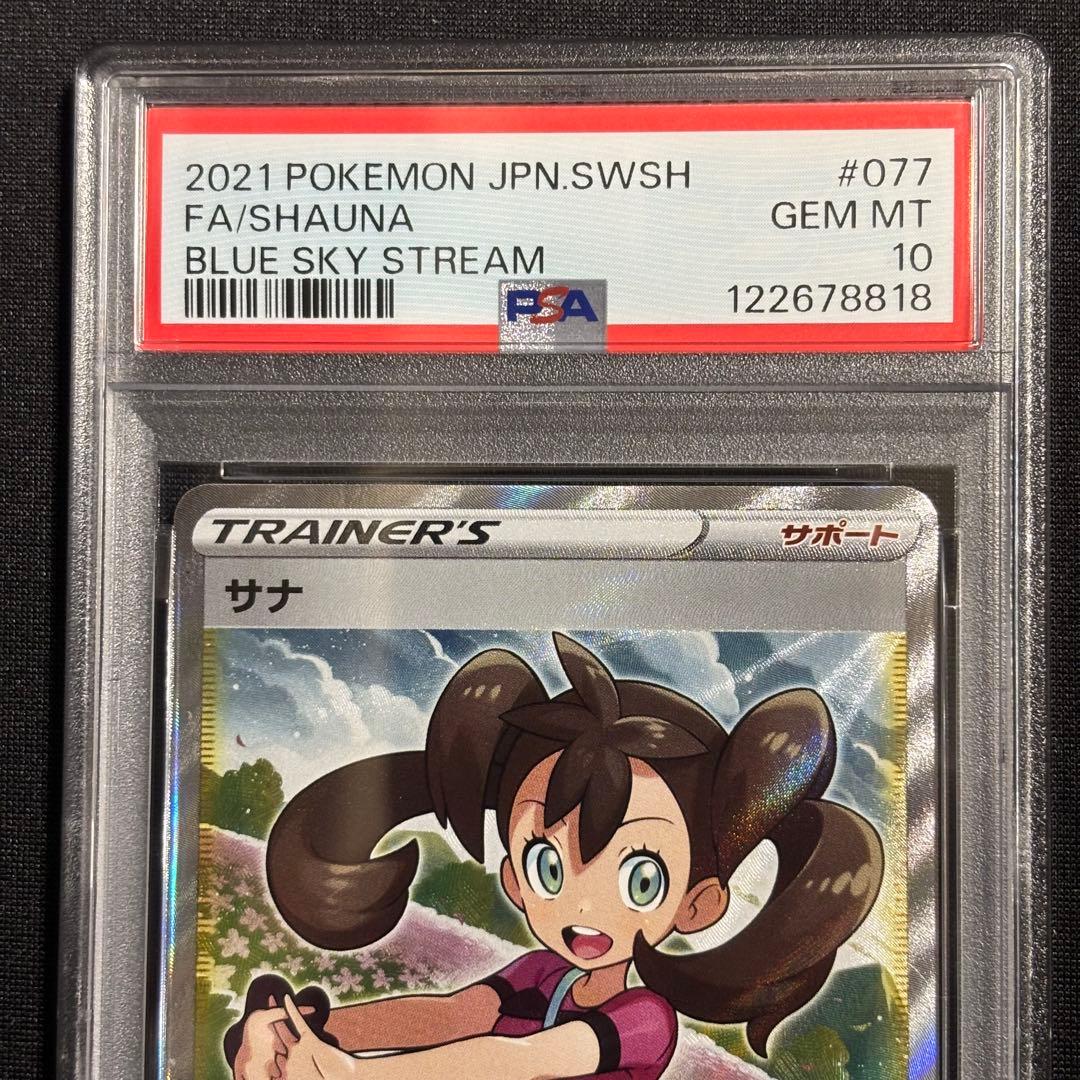 2021 POKEMON JPN.SWSH #077
FA/SHAUNA GEM MT
BLUE SKY STREAM 10
PSA 122678818
TRAINER'S サポート
サナ